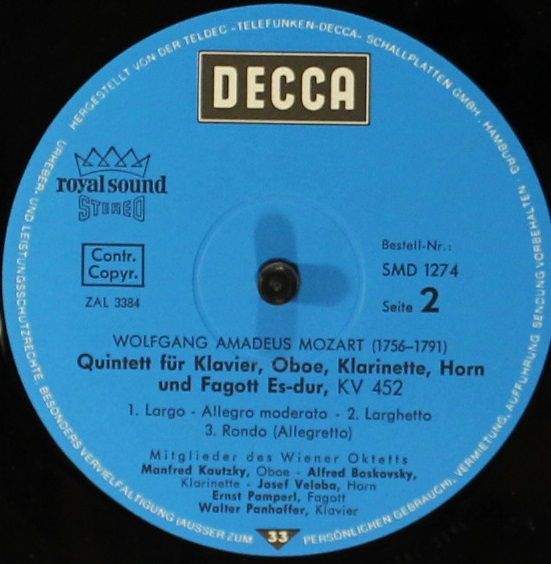 HERGESTELLT VON DER TELDEC »TELEFUNKEN-DECCA« SCHALLPLATTEN GMBH · HAMBURG
DECCA
royal sound
STEREO
Contr.
Copyr.
ZAL 3384
Bestell-Nr.:
SMD 1274
Seite 2
WOLFGANG AMADEUS MOZART (1756–1791)
Quintett für Klavier, Oboe, Klarinette, Horn
und Fagott Es-dur, KV 452
1. Largo - Allegro moderato - 2. Larghetto
3. Rondo (Allegretto)
Mitglieder des Wiener Oktetts
Manfred Kautzky, Oboe - Alfred Boskovsky,
Klarinette - Josef Veleba, Horn
Ernst Pamperl, Fagott
Walter Panhoffer, Klavier
33
URHEBER- UND LEISTUNGSSCHUTZRECHTE, BESONDERS VERVIELFÄLTIGUNG (AUSSER ZUM PERSÖNLICHEN GEBRAUCH), VERMIETUNG, AUFFÜHRUNG, SENDUNG VORBEHALTEN